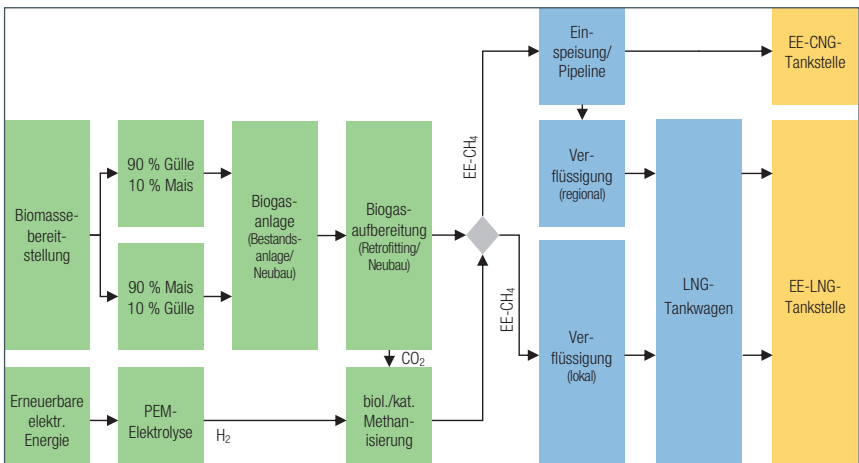 Biomasse-
bereit-
stellung
90 % Gülle
10 % Mais
90 % Mais
10 % Gülle
Biogas-
anlage
(Bestands-
anlage/
Neubau)
Biogas-
aufbereitung
(Retrofitting/
Neubau)
CO₂
Erneuerbare
elektr.
Energie
PEM-
Elektrolyse
H₂
biol./kat.
Methan-
isierung
EE-CH₄
EE-CH₄
Ein-
speisung/
Pipeline
Ver-
flüssigung
(regional)
Ver-
flüssigung
(lokal)
LNG-
Tankwagen
EE-CNG-
Tankstelle
EE-LNG-
Tankstelle